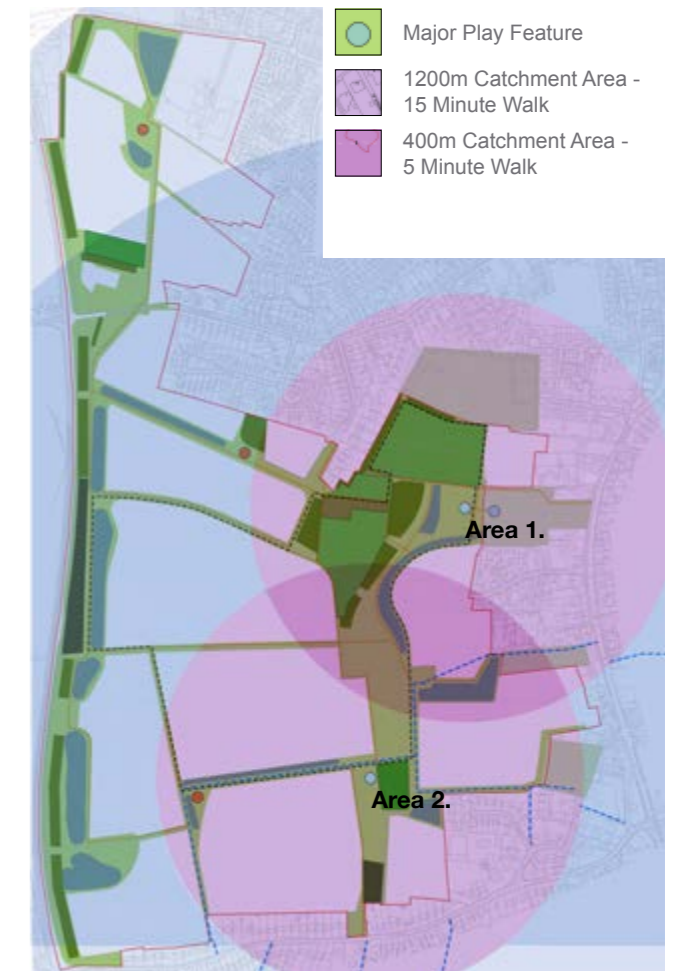 Major Play Feature
1200m Catchment Area -
15 Minute Walk
400m Catchment Area -
5 Minute Walk
Area 1.
Area 2.